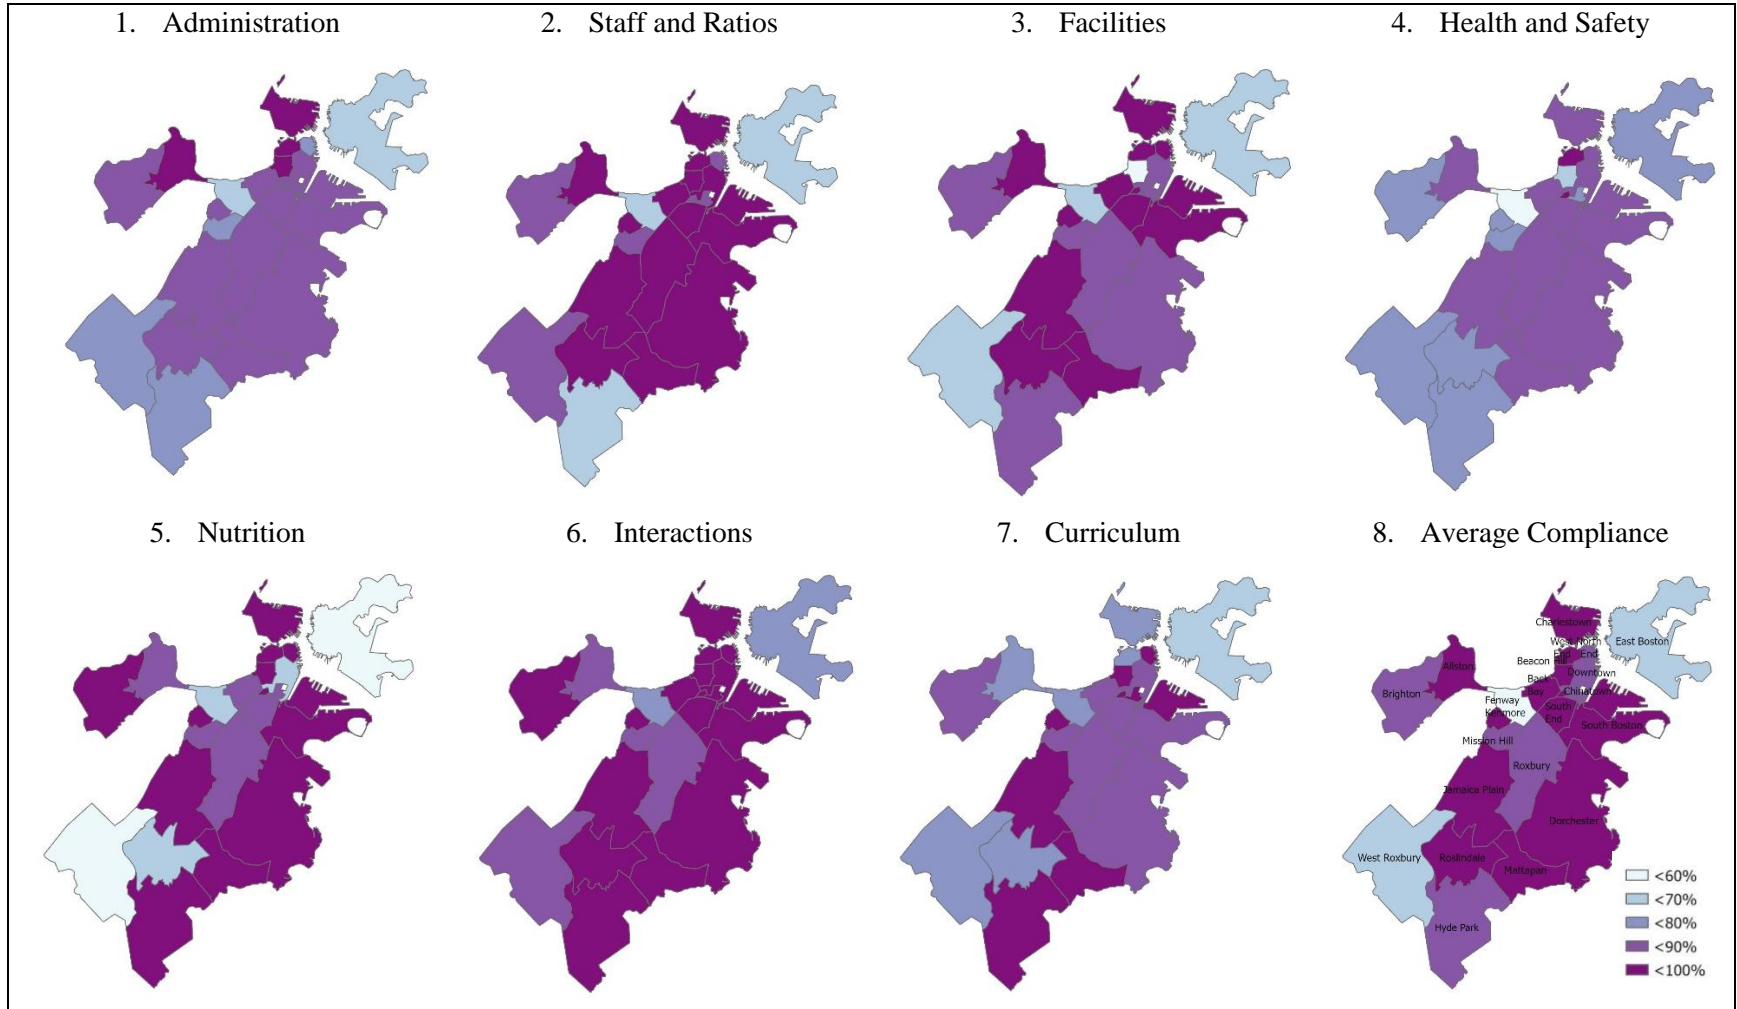 1. Administration
2. Staff and Ratios
3. Facilities
4. Health and Safety
5. Nutrition
6. Interactions
7. Curriculum
8. Average Compliance
Charlestown
West North
End End
East Boston
Beacon Hill
Allston
Downtown
Back
Bay
Chinatown
Brighton
Fenway
Kenmore
South
End
South Boston
Mission Hill
Roxbury
Jamaica Plain
Dorchester
West Roxbury
Roslindale
Mattapan
Hyde Park
<60%
<70%
<80%
<90%
<100%